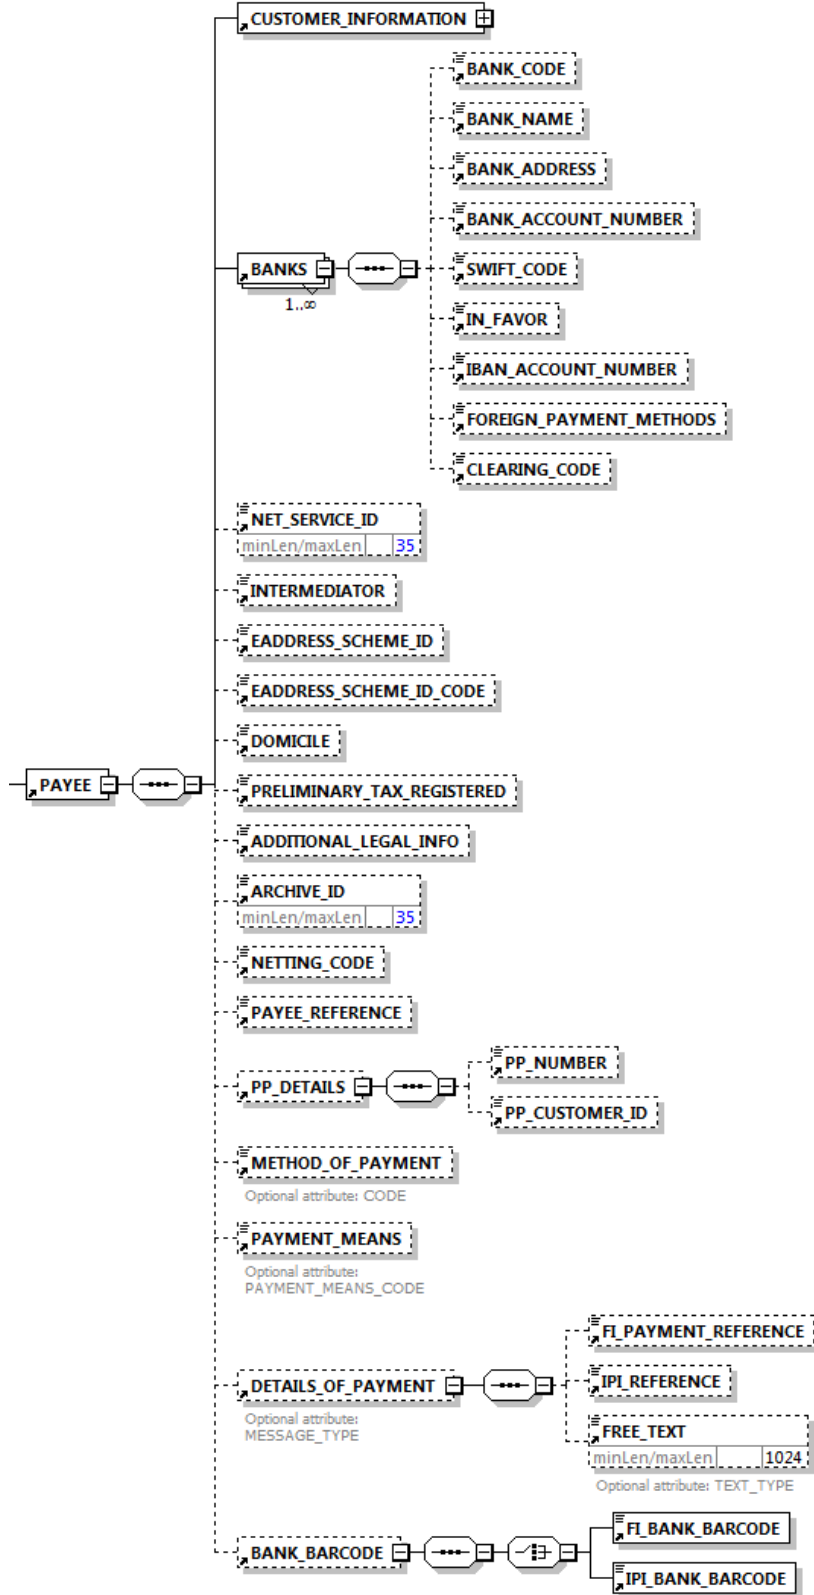 CUSTOMER_INFORMATION
BANK_CODE
BANK_NAME
BANK_ADDRESS
BANK_ACCOUNT_NUMBER
BANKS
1..∞
SWIFT_CODE
IN_FAVOR
IBAN_ACCOUNT_NUMBER
FOREIGN_PAYMENT_METHODS
CLEARING_CODE
NET_SERVICE_ID
minLen/maxLen 35
INTERMEDIATOR
EADDRESS_SCHEME_ID
EADDRESS_SCHEME_ID_CODE
DOMICILE
PAYEE
PRELIMINARY_TAX_REGISTERED
ADDITIONAL_LEGAL_INFO
ARCHIVE_ID
minLen/maxLen 35
NETTING_CODE
PAYEE_REFERENCE
PP_DETAILS
PP_NUMBER
PP_CUSTOMER_ID
METHOD_OF_PAYMENT
Optional attribute: CODE
PAYMENT_MEANS
Optional attribute:
PAYMENT_MEANS_CODE
DETAILS_OF_PAYMENT
Optional attribute:
MESSAGE_TYPE
FI_PAYMENT_REFERENCE
IPI_REFERENCE
FREE_TEXT
minLen/maxLen 1024
Optional attribute: TEXT_TYPE
BANK_BARCODE
FI_BANK_BARCODE
IPI_BANK_BARCODE